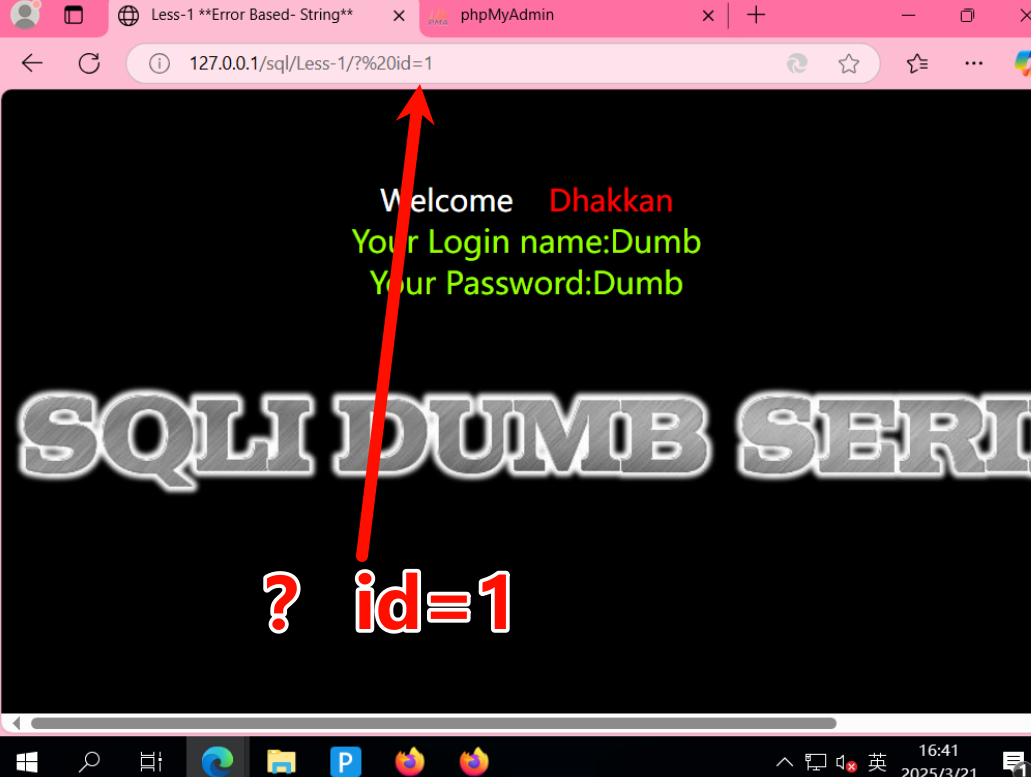 Less-1 **Error Based- String**
phpMyAdmin
127.0.0.1/sql/Less-1/?%20id=1
Welcome Dhakkan
Your Login name:Dumb
Your Password:Dumb
SQLI DUMB SERI
? id=1
英
16:41
2025/3/21